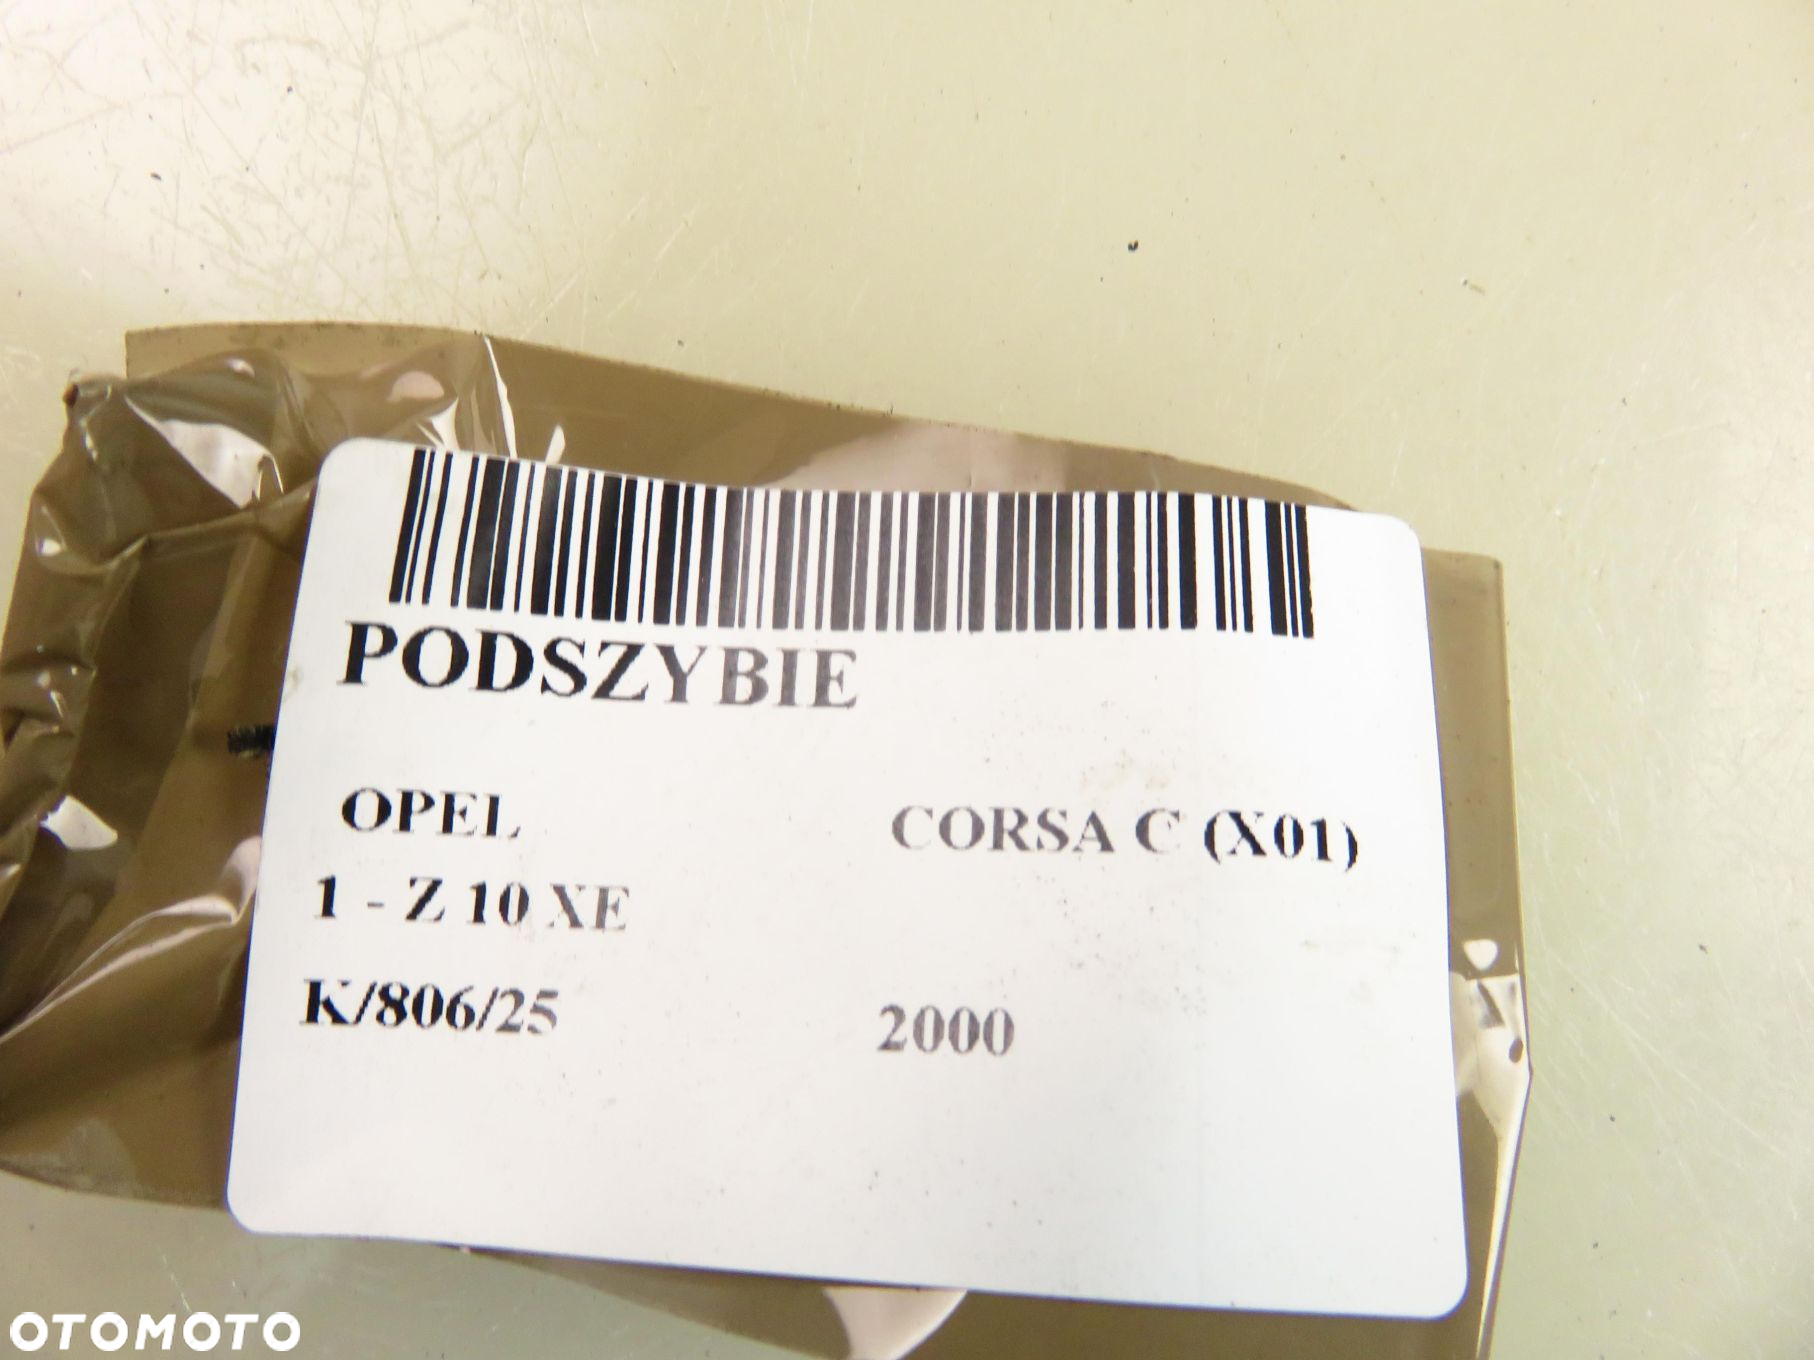 PODSZYBIE
OPEL CORSA C (X01)
1 - Z 10 XE
K/806/25 2000
OTOMOTO